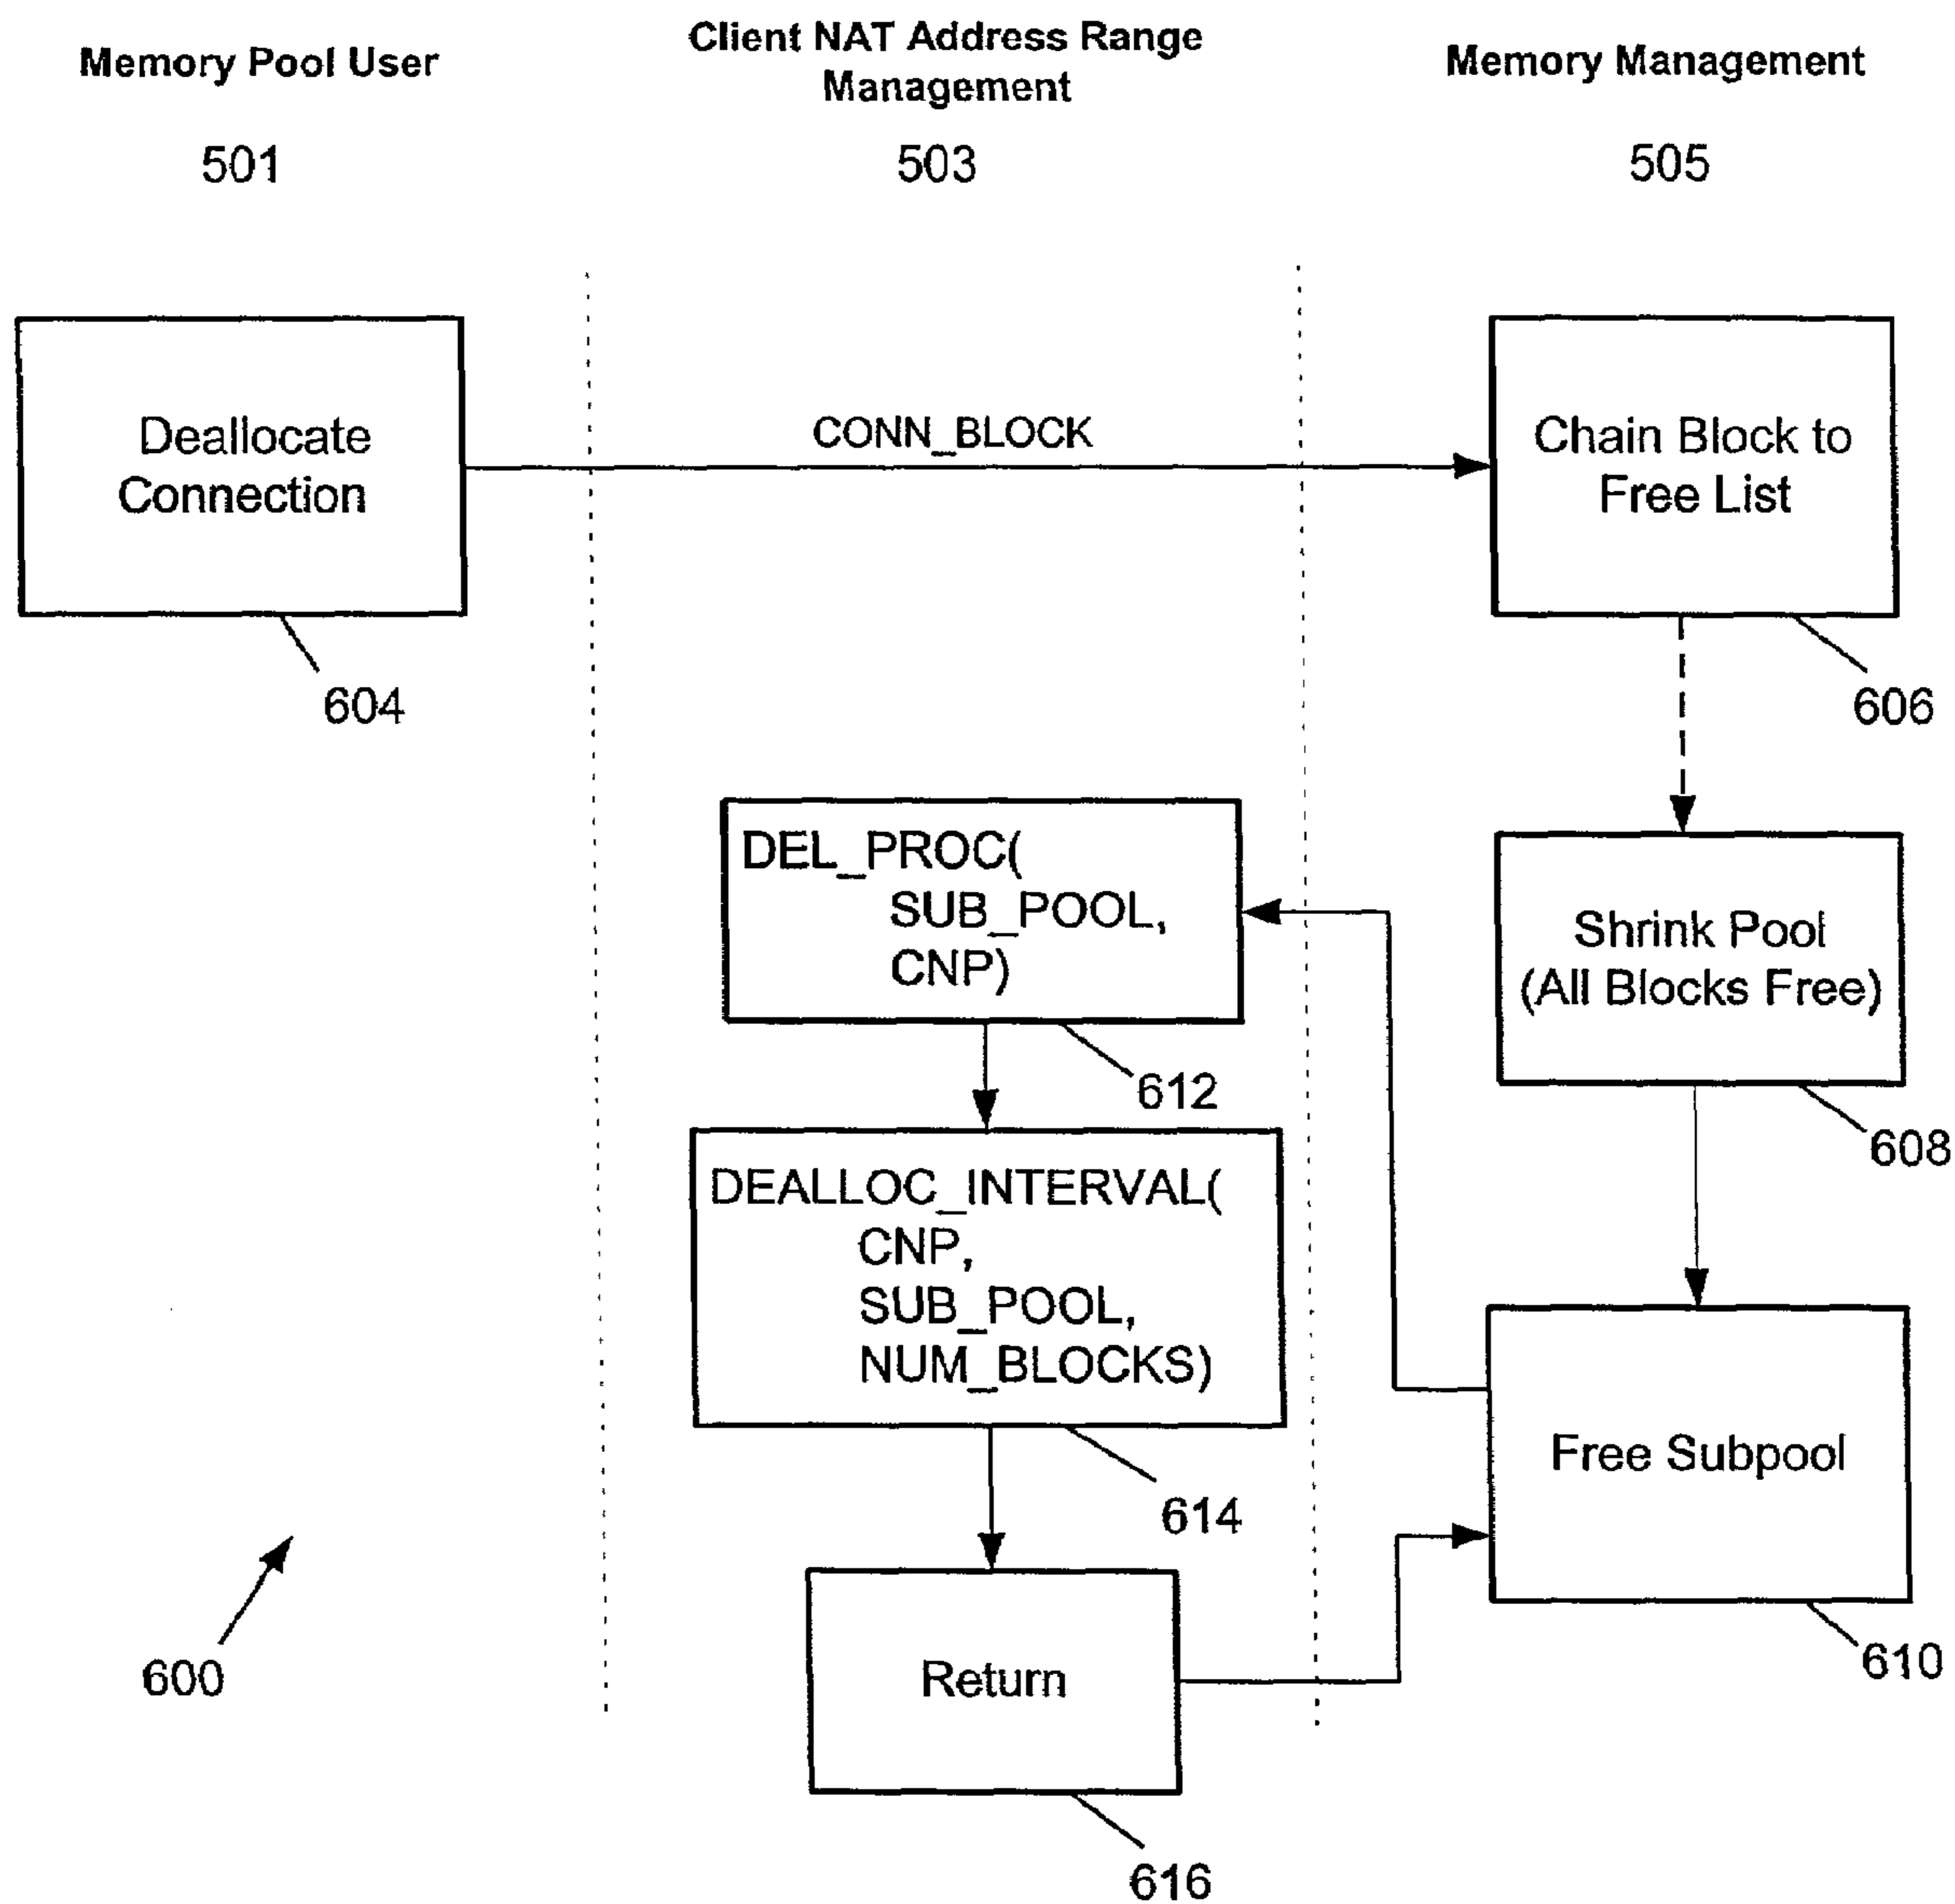 Memory Pool User
501
Client NAT Address Range
Management
503
Memory Management
505
Deallocate
Connection
604
CONN_BLOCK
Chain Block to
Free List
606
DEL_PROC(
SUB_POOL,
CNP)
612
Shrink Pool
(All Blocks Free)
608
DEALLOC_INTERVAL(
CNP,
SUB_POOL,
NUM_BLOCKS)
614
Free Subpool
610
Return
616
600